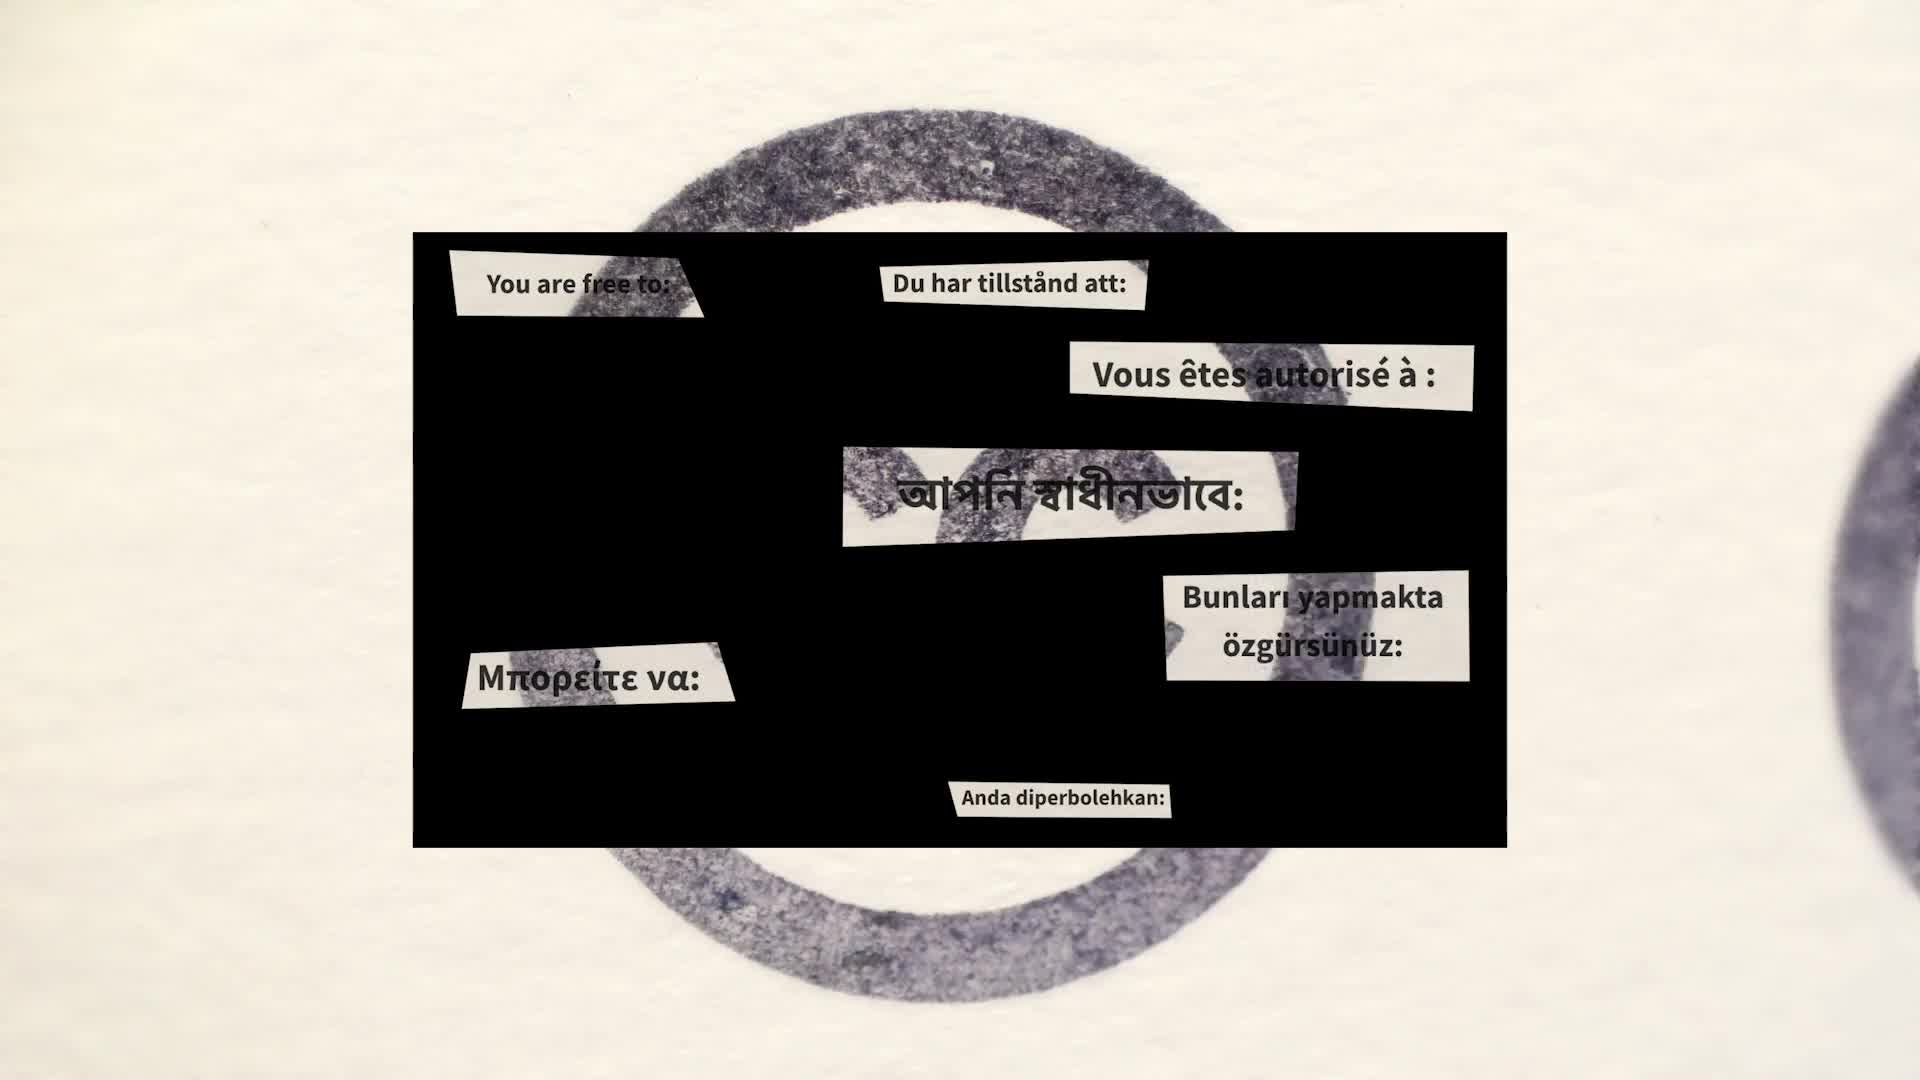 You are free to:
Du har tillstånd att:
Vous êtes autorisé à :
আপনি স্বাধীনভাবে:
Bunları yapmakta
özgürsünüz:
Μπορείτε να:
Anda diperbolehkan: